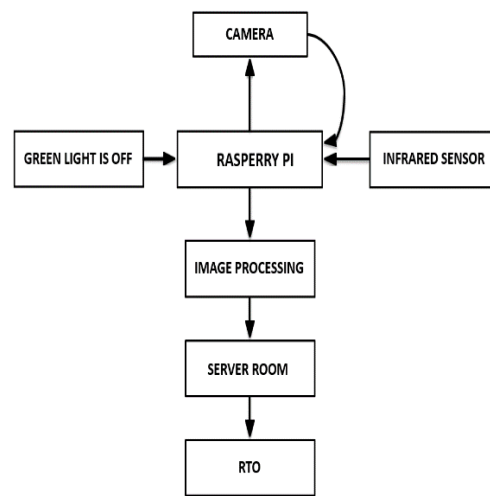 CAMERA
GREEN LIGHT IS OFF
RASPERRY PI
INFRARED SENSOR
IMAGE PROCESSING
SERVER ROOM
RTO